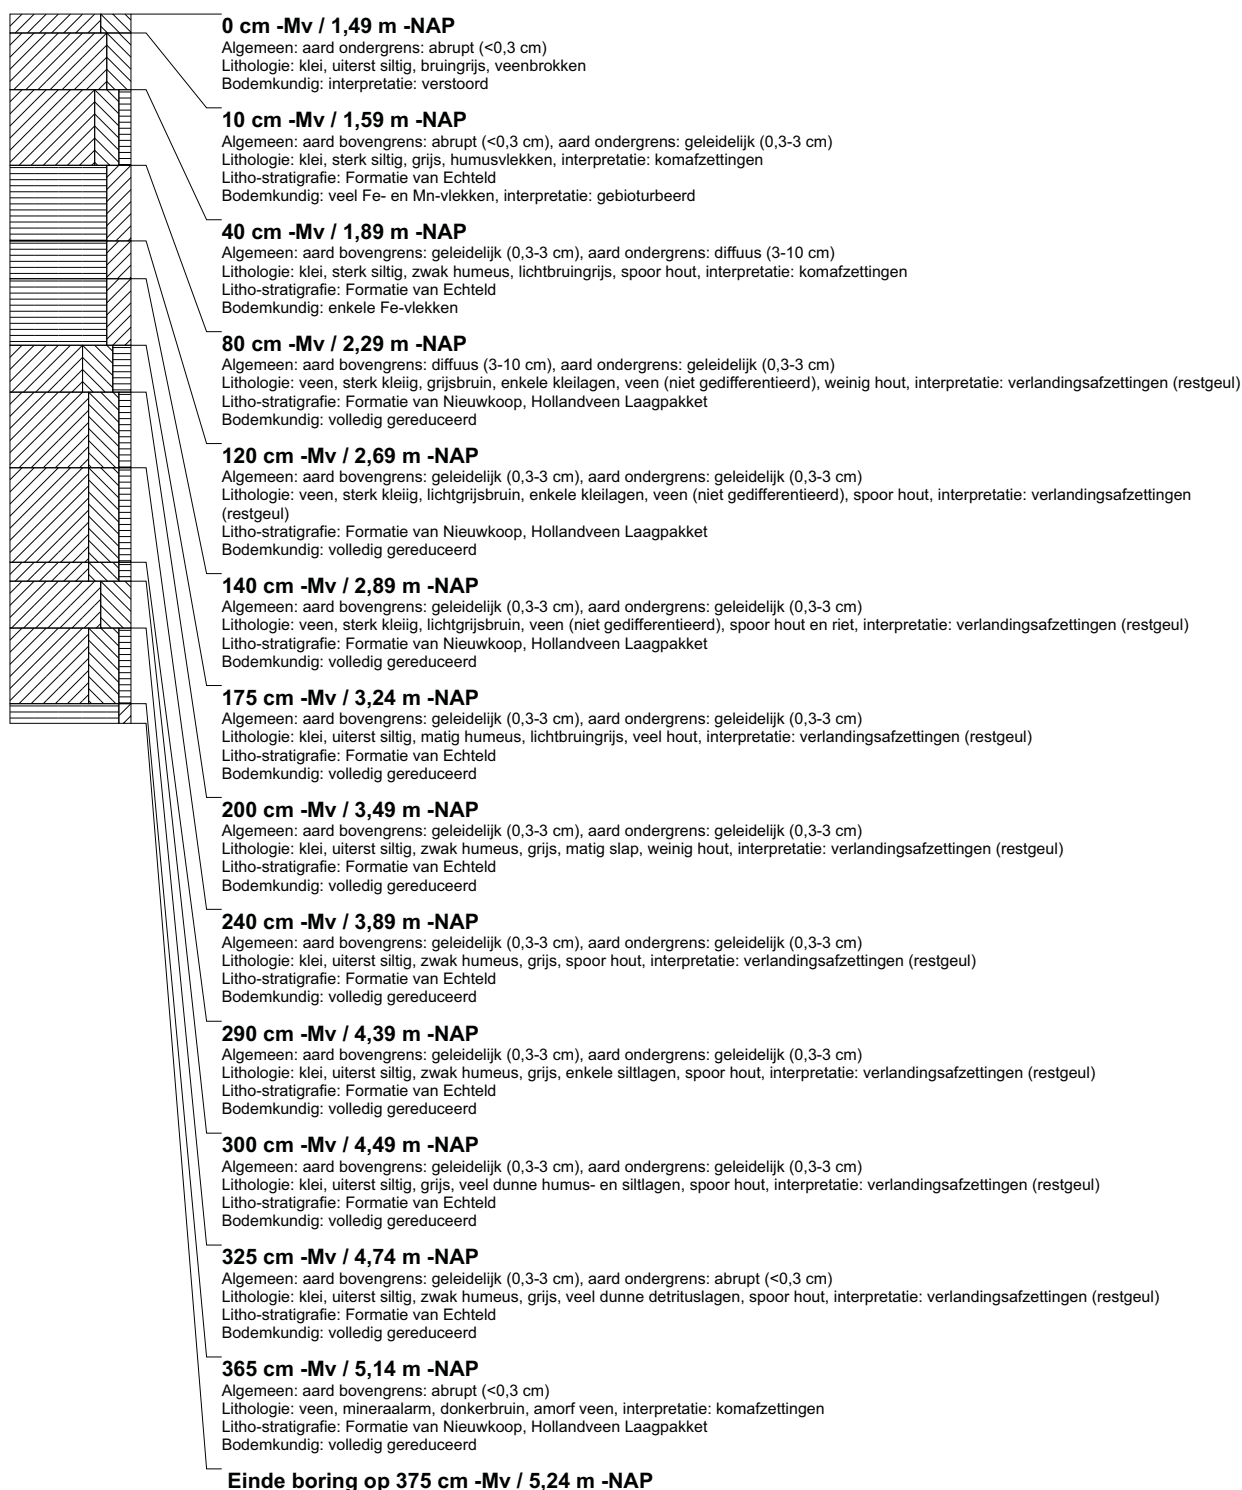 0 cm -Mv / 1,49 m -NAP
Algemeen: aard ondergrens: abrupt (<0,3 cm)
Lithologie: klei, uiterst siltig, bruingrijs, veenbrokken
Bodemkundig: interpretatie: verstoord
10 cm -Mv / 1,59 m -NAP
Algemeen: aard bovengrens: abrupt (<0,3 cm), aard ondergrens: geleidelijk (0,3-3 cm)
Lithologie: klei, sterk siltig, grijs, humusvlekken, interpretatie: komafzettingen
Litho-stratigrafie: Formatie van Echteld
Bodemkundig: veel Fe- en Mn-vlekken, interpretatie: gebioturbeerd
40 cm -Mv / 1,89 m -NAP
Algemeen: aard bovengrens: geleidelijk (0,3-3 cm), aard ondergrens: diffuus (3-10 cm)
Lithologie: klei, sterk siltig, zwak humeus, lichtbruingrijs, spoor hout, interpretatie: komafzettingen
Litho-stratigrafie: Formatie van Echteld
Bodemkundig: enkele Fe-vlekken
80 cm -Mv / 2,29 m -NAP
Algemeen: aard bovengrens: diffuus (3-10 cm), aard ondergrens: geleidelijk (0,3-3 cm)
Lithologie: veen, sterk kleiig, grijsbruin, enkele kleilagen, veen (niet gedifferentieerd), weinig hout, interpretatie: verlandingsafzettingen (restgeul)
Litho-stratigrafie: Formatie van Nieuwkoop, Hollandveen Laagpakket
Bodemkundig: volledig gereduceerd
120 cm -Mv / 2,69 m -NAP
Algemeen: aard bovengrens: geleidelijk (0,3-3 cm), aard ondergrens: geleidelijk (0,3-3 cm)
Lithologie: veen, sterk kleiig, lichtgrijsbruin, enkele kleilagen, veen (niet gedifferentieerd), spoor hout, interpretatie: verlandingsafzettingen
(restgeul)
Litho-stratigrafie: Formatie van Nieuwkoop, Hollandveen Laagpakket
Bodemkundig: volledig gereduceerd
140 cm -Mv / 2,89 m -NAP
Algemeen: aard bovengrens: geleidelijk (0,3-3 cm), aard ondergrens: geleidelijk (0,3-3 cm)
Lithologie: veen, sterk kleiig, lichtgrijsbruin, veen (niet gedifferentieerd), spoor hout en riet, interpretatie: verlandingsafzettingen (restgeul)
Litho-stratigrafie: Formatie van Nieuwkoop, Hollandveen Laagpakket
Bodemkundig: volledig gereduceerd
175 cm -Mv / 3,24 m -NAP
Algemeen: aard bovengrens: geleidelijk (0,3-3 cm), aard ondergrens: geleidelijk (0,3-3 cm)
Lithologie: klei, uiterst siltig, matig humeus, lichtbruingrijs, veel hout, interpretatie: verlandingsafzettingen (restgeul)
Litho-stratigrafie: Formatie van Echteld
Bodemkundig: volledig gereduceerd
200 cm -Mv / 3,49 m -NAP
Algemeen: aard bovengrens: geleidelijk (0,3-3 cm), aard ondergrens: geleidelijk (0,3-3 cm)
Lithologie: klei, uiterst siltig, zwak humeus, grijs, matig slap, weinig hout, interpretatie: verlandingsafzettingen (restgeul)
Litho-stratigrafie: Formatie van Echteld
Bodemkundig: volledig gereduceerd
240 cm -Mv / 3,89 m -NAP
Algemeen: aard bovengrens: geleidelijk (0,3-3 cm), aard ondergrens: geleidelijk (0,3-3 cm)
Lithologie: klei, uiterst siltig, zwak humeus, grijs, spoor hout, interpretatie: verlandingsafzettingen (restgeul)
Litho-stratigrafie: Formatie van Echteld
Bodemkundig: volledig gereduceerd
290 cm -Mv / 4,39 m -NAP
Algemeen: aard bovengrens: geleidelijk (0,3-3 cm), aard ondergrens: geleidelijk (0,3-3 cm)
Lithologie: klei, uiterst siltig, zwak humeus, grijs, enkele siltlagen, spoor hout, interpretatie: verlandingsafzettingen (restgeul)
Litho-stratigrafie: Formatie van Echteld
Bodemkundig: volledig gereduceerd
300 cm -Mv / 4,49 m -NAP
Algemeen: aard bovengrens: geleidelijk (0,3-3 cm), aard ondergrens: geleidelijk (0,3-3 cm)
Lithologie: klei, uiterst siltig, grijs, veel dunne humus- en siltlagen, spoor hout, interpretatie: verlandingsafzettingen (restgeul)
Litho-stratigrafie: Formatie van Echteld
Bodemkundig: volledig gereduceerd
325 cm -Mv / 4,74 m -NAP
Algemeen: aard bovengrens: geleidelijk (0,3-3 cm), aard ondergrens: abrupt (<0,3 cm)
Lithologie: klei, uiterst siltig, zwak humeus, grijs, veel dunne detrituslagen, spoor hout, interpretatie: verlandingsafzettingen (restgeul)
Litho-stratigrafie: Formatie van Echteld
Bodemkundig: volledig gereduceerd
365 cm -Mv / 5,14 m -NAP
Algemeen: aard bovengrens: abrupt (<0,3 cm)
Lithologie: veen, mineraalarm, donkerbruin, amorf veen, interpretatie: komafzettingen
Litho-stratigrafie: Formatie van Nieuwkoop, Hollandveen Laagpakket
Bodemkundig: volledig gereduceerd
Einde boring op 375 cm -Mv / 5,24 m -NAP